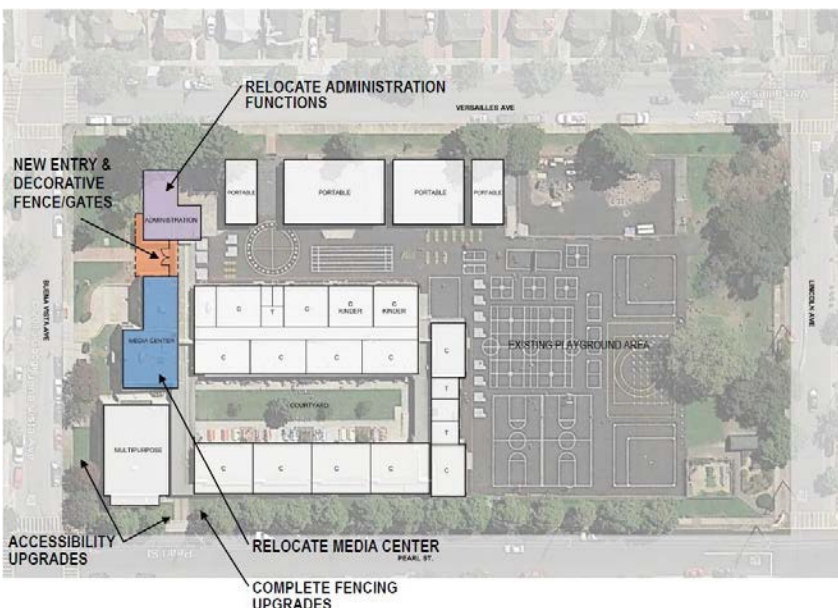 RELOCATE ADMINISTRATION
FUNCTIONS
VERSAILLES AVE
NEW ENTRY &
DECORATIVE
FENCE/GATES
PORTABLE
PORTABLE
PORTABLE
PORTABLE
ADMINISTRATION
BUENA VISTA AVE
LINCOLN AVE
C
C
T
C
C
KINDER
C
KINDER
MEDIA CENTER
C
C
C
C
C
EXISTING PLAYGROUND AREA
T
COURTYARD
T
MULTIPURPOSE
C
C
C
C
C
ACCESSIBILITY
UPGRADES
RELOCATE MEDIA CENTER
PEARL ST.
COMPLETE FENCING
UPGRADES